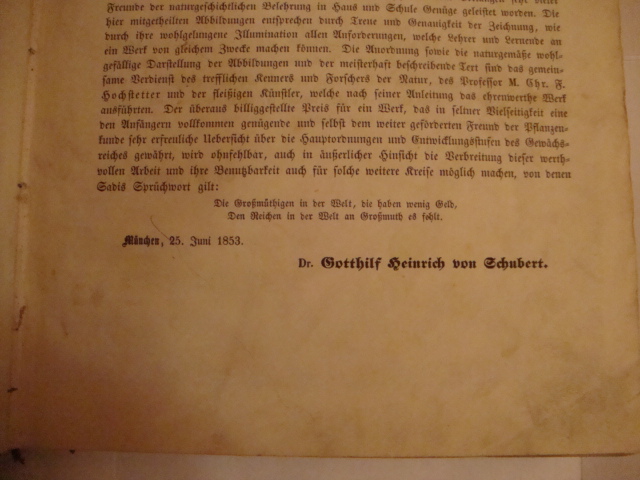 Freunde der naturgeschichtlichen Belehrung in Haus und Schule Genüge geleistet worden. Die
hier mitgetheilten Abbildungen entsprechen durch Treue und Genauigkeit der Zeichnung, wie
durch ihre wohlgelungene Illumination allen Anforderungen, welche Lehrer und Lernende an
ein Werk von gleichem Zwecke machen können. Die Anordnung sowie die naturgemäße wohl-
gefällige Darstellung der Abbildungen und der meisterhaft beschreibende Text sind das gemein-
same Verdienst des trefflichen Kenners und Forschers der Natur, des Professor M. Chr. F.
Hochstetter und der fleißigen Künstler, welche nach seiner Anleitung das ehrenwerthe Werk
ausführten. Der überaus billiggestellte Preis für ein Werk, das in seiner Vielseitigkeit eine
den Anfängern vollkommen genügende und selbst dem weiter geförderten Freund der Pflanzen-
kunde sehr erfreuliche Uebersicht über die Hauptordnungen und Entwicklungsstufen des Gewächs-
reiches gewährt, wird ohnfehlbar, auch in äußerlicher Hinsicht die Verbreitung dieser werth-
vollen Arbeit und ihre Benutzbarkeit auch für solche weitere Kreise möglich machen, von denen
Sadis Sprüchwort gilt:
Die Großmüthigen in der Welt, die haben wenig Geld,
Den Reichen in der Welt an Großmuth es fehlt.
München, 25. Juni 1853.
Dr. Gotthilf Heinrich von Schubert.